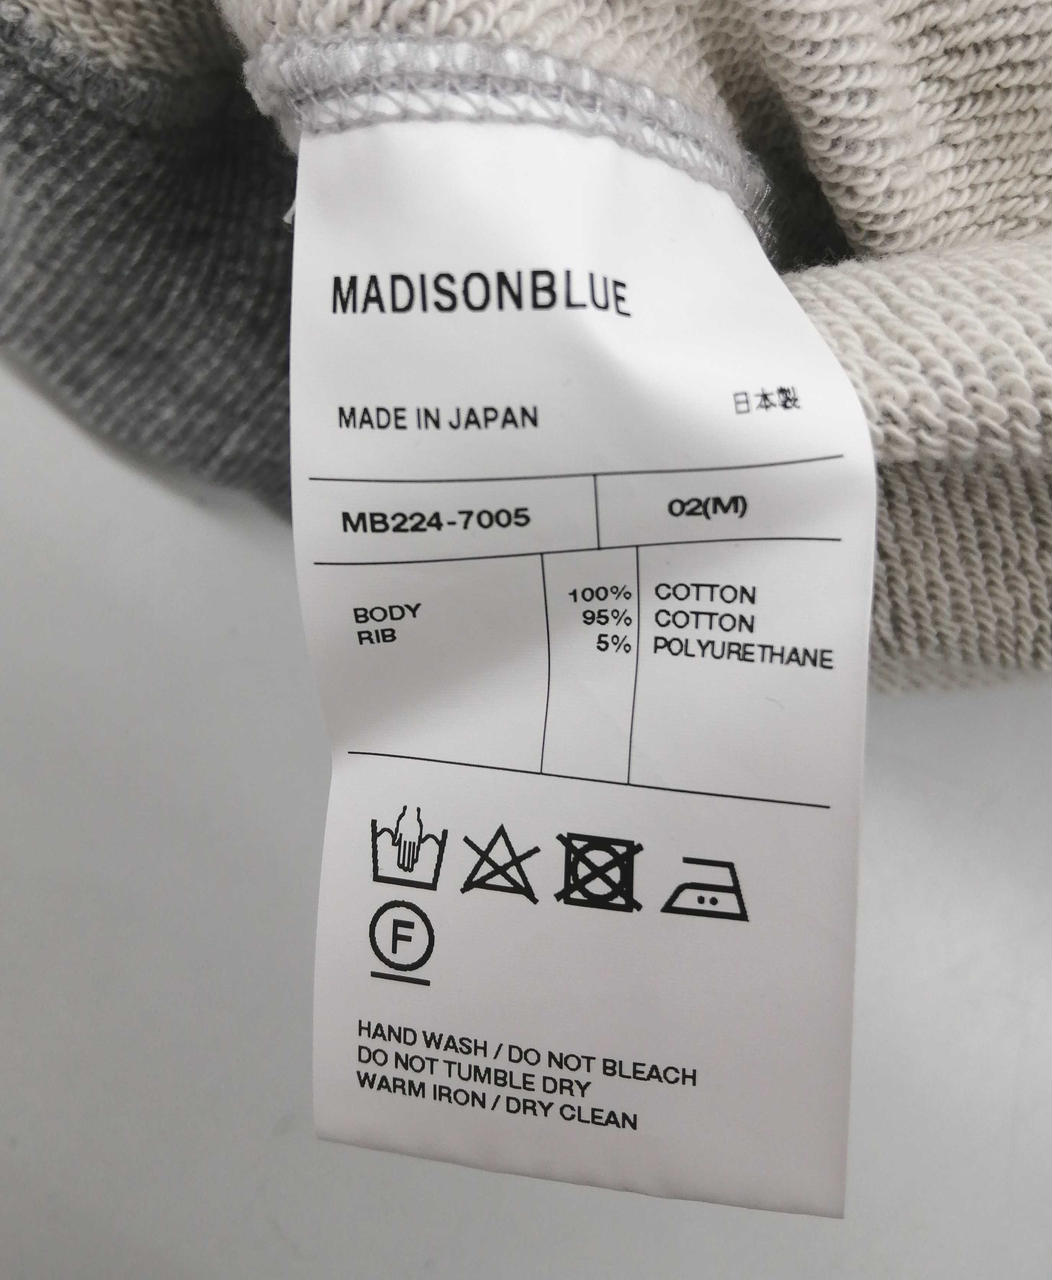 MADISONBLUE
MADE IN JAPAN 日本製
MB224-7005 02(M)
BODY 100% COTTON
RIB 95% COTTON
5% POLYURETHANE
F
HAND WASH / DO NOT BLEACH
DO NOT TUMBLE DRY
WARM IRON / DRY CLEAN